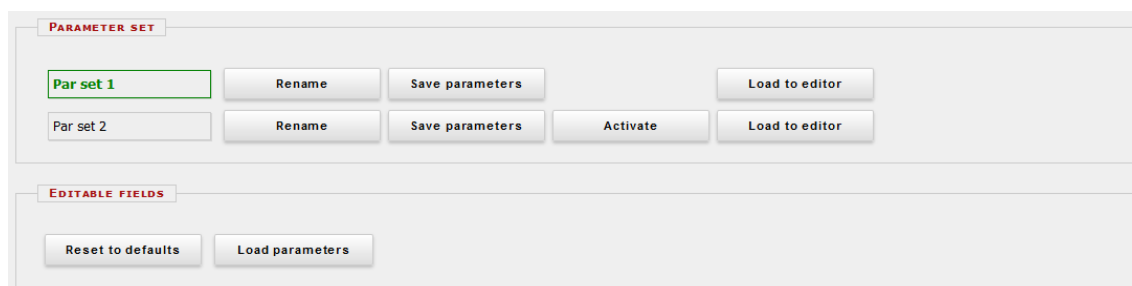 PARAMETER SET
Par set 1 Rename Save parameters Load to editor
Par set 2 Rename Save parameters Activate Load to editor
EDITABLE FIELDS
Reset to defaults Load parameters